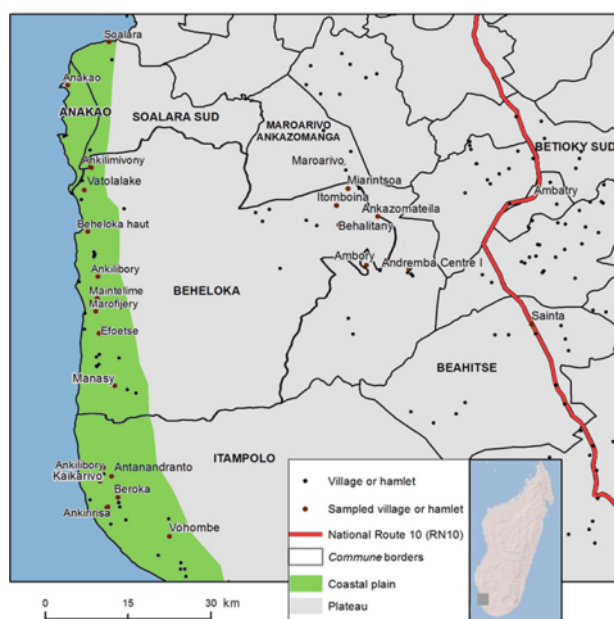 Soalara
Anakao
ANAKAO
SOALARA SUD
MAROARIVO
ANKAZOMANGA
BETIOKY SUD
Maroarivo
Ankilimivony
Vatolalake
Miarintsoa
Itomboina
Ankazomateila
Ambatry
Beheloka haut
Behalitany
Ambory
Andremba Centre I
Ankilibory
BEHELOKA
Maintelime
Marofijery
Efoetse
Sainta
BEAHITSE
Manasy
ITAMPOLO
Ankilibory
Kaikarivo
Antanandranto
Beroka
Ankiririsa
Vohombe
Village or hamlet
Sampled village or hamlet
National Route 10 (RN10)
Commune borders
Coastal plain
Plateau
0 15 30 km